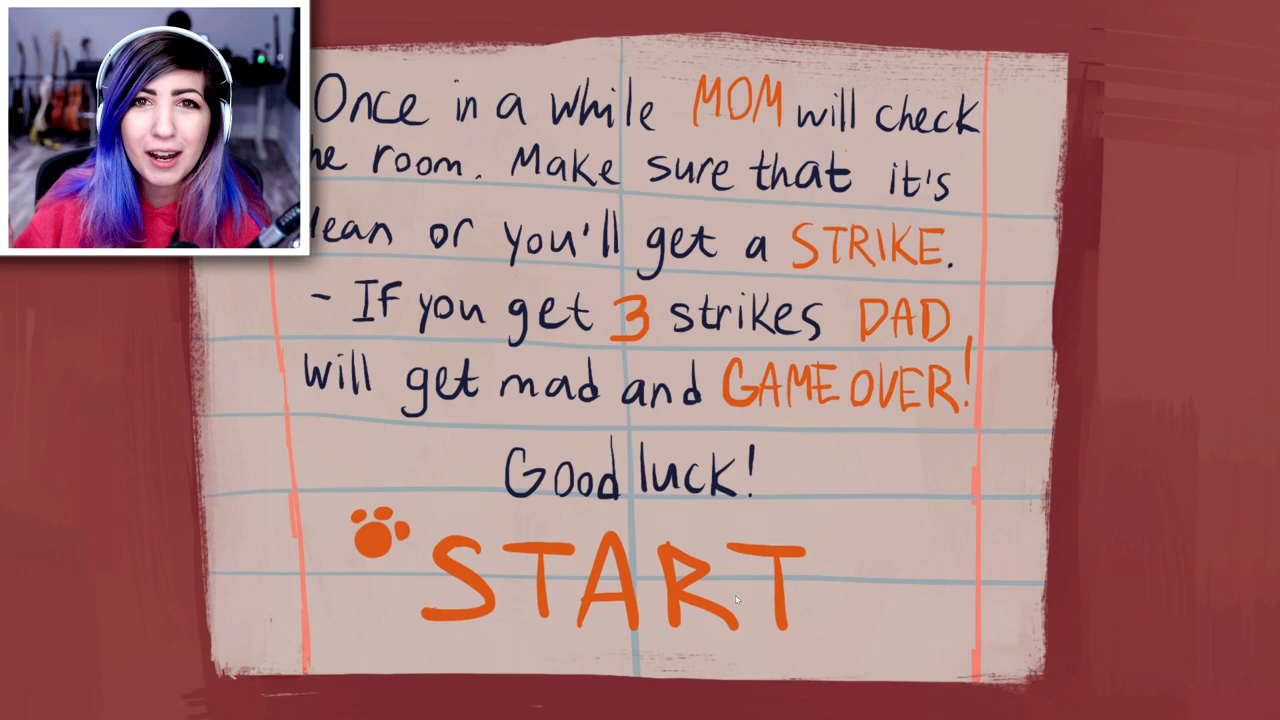 Once in a while MOM will check
he room. Make sure that it's
lean or you'll get a STRIKE.
- If you get 3 strikes DAD
will get mad and GAME OVER!
Good luck!
START